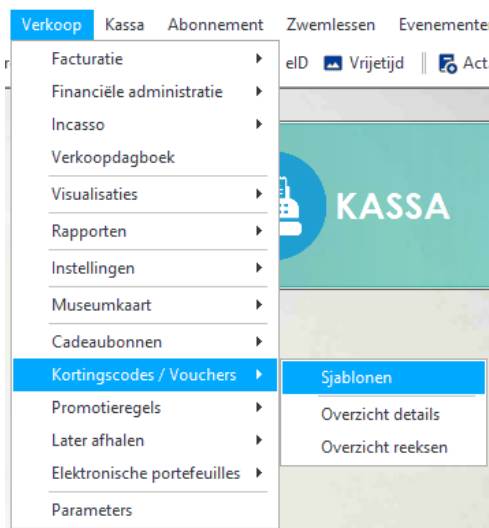 Verkoop Kassa Abonnement Zwemlessen Evenementen
eID Vrijetijd Act
Facturatie
Financiële administratie
Incasso
Verkoopdagboek
Visualisaties
Rapporten
Instellingen
Museumkaart
Cadeaubonnen
Kortingscodes / Vouchers
Promotieregels
Later afhalen
Elektronische portefeuilles
Parameters
KASSA
Sjablonen
Overzicht details
Overzicht reeksen